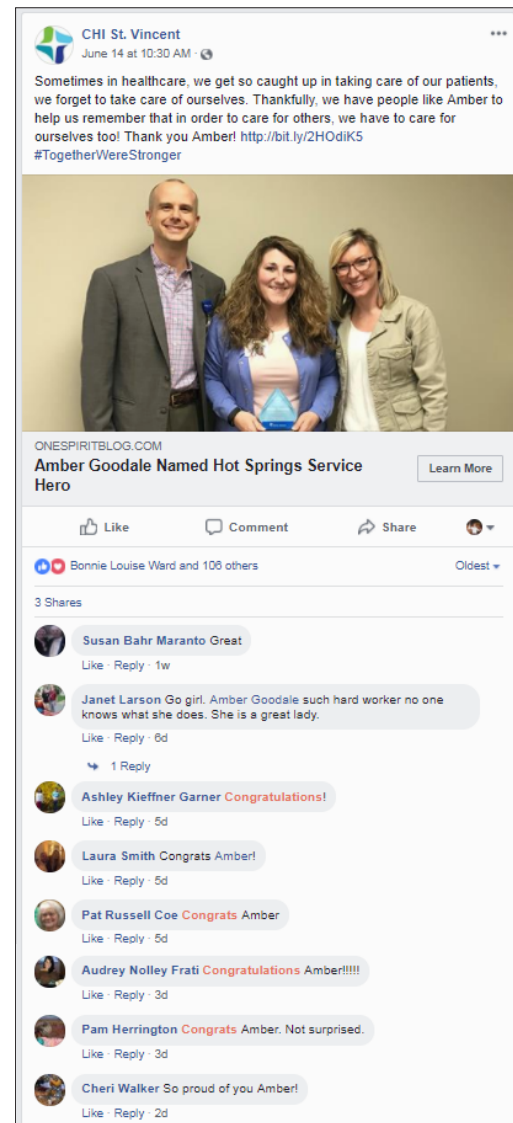 CHI St. Vincent
June 14 at 10:30 AM ·
Sometimes in healthcare, we get so caught up in taking care of our patients,
we forget to take care of ourselves. Thankfully, we have people like Amber to
help us remember that in order to care for others, we have to care for
ourselves too! Thank you Amber! http://bit.ly/2HOdiK5
#TogetherWereStronger
ONESPIRITBLOG.COM
Amber Goodale Named Hot Springs Service
Hero
Learn More
Like Comment Share
Bonnie Louise Ward and 106 others Oldest
3 Shares
Susan Bahr Maranto Great
Like · Reply · 1w
Janet Larson Go girl. Amber Goodale such hard worker no one
knows what she does. She is a great lady.
Like · Reply · 6d
1 Reply
Ashley Kieffner Garner Congratulations!
Like · Reply · 5d
Laura Smith Congrats Amber!
Like · Reply · 5d
Pat Russell Coe Congrats Amber
Like · Reply · 5d
Audrey Nolley Frati Congratulations Amber!!!!!
Like · Reply · 3d
Pam Herrington Congrats Amber. Not surprised.
Like · Reply · 3d
Cheri Walker So proud of you Amber!
Like · Reply · 2d